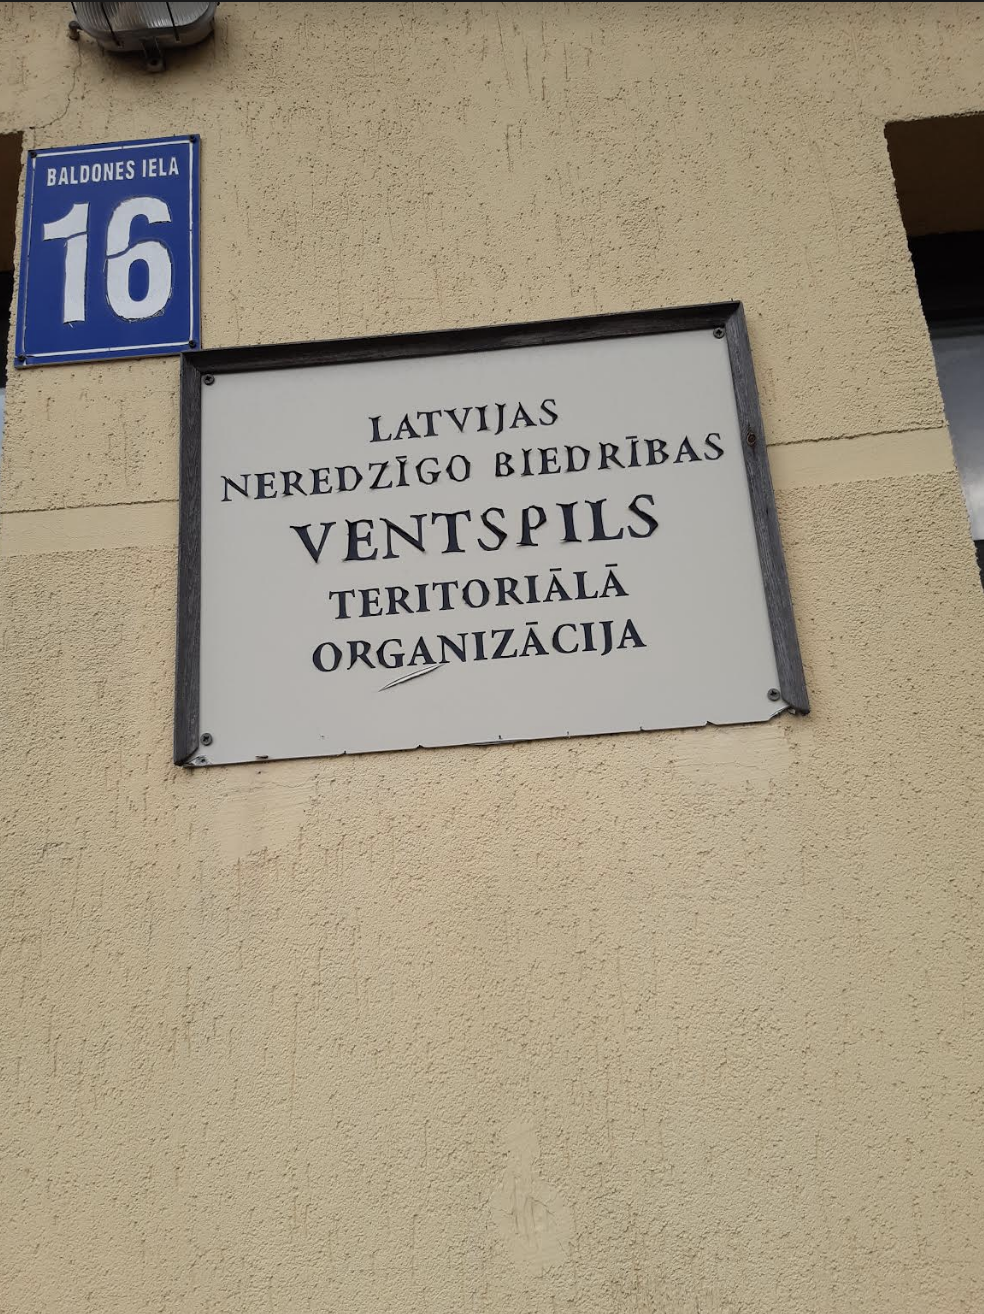 BALDONES IELA
16
LATVIJAS
NEREDZĪGO BIEDRĪBAS
VENTSPILS
TERITORIĀLĀ
ORGANIZĀCIJA